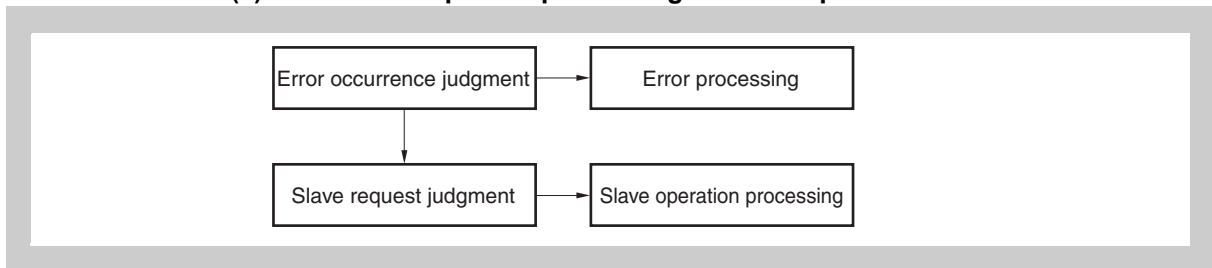 Error occurrence judgment
Error processing
Slave request judgment
Slave operation processing